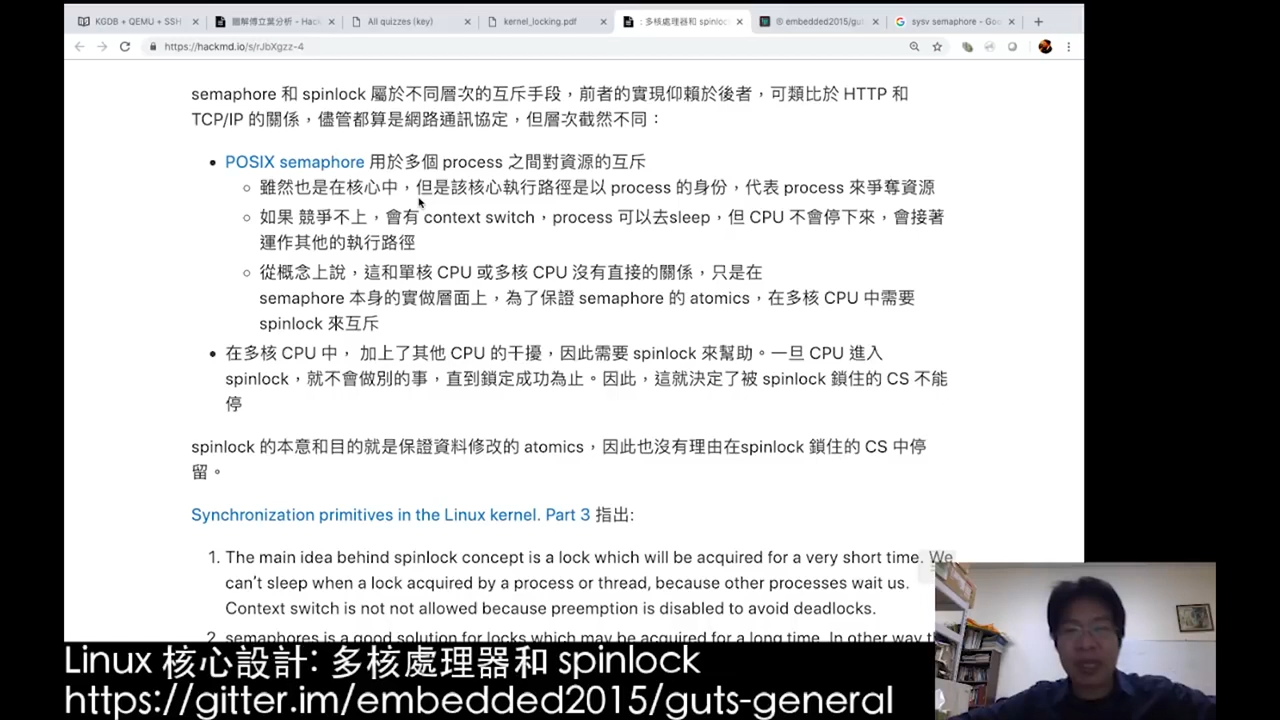 KGDB + QEMU + SSH
圖解傅立葉分析 - Hac
All quizzes (key)
kernel_locking.pdf
: 多核處理器和 spinloc
embedded2015/gut
sysv semaphore - Goo
https://hackmd.io/s/rJbXgzz-4
semaphore 和 spinlock 屬於不同層次的互斥手段，前者的實現仰賴於後者，可類比於 HTTP 和
TCP/IP 的關係，儘管都算是網路通訊協定，但層次截然不同：
POSIX semaphore 用於多個 process 之間對資源的互斥
雖然也是在核心中，但是該核心執行路徑是以 process 的身份，代表 process 來爭奪資源
如果 競爭不上，會有 context switch，process 可以去sleep，但 CPU 不會停下來，會接著
運作其他的執行路徑
從概念上說，這和單核 CPU 或多核 CPU 沒有直接的關係，只是在
semaphore 本身的實做層面上，為了保證 semaphore 的 atomics，在多核 CPU 中需要
spinlock 來互斥
在多核 CPU 中， 加上了其他 CPU 的干擾，因此需要 spinlock 來幫助。一旦 CPU 進入
spinlock，就不會做別的事，直到鎖定成功為止。因此，這就決定了被 spinlock 鎖住的 CS 不能
停
spinlock 的本意和目的就是保證資料修改的 atomics，因此也沒有理由在spinlock 鎖住的 CS 中停
留。
Synchronization primitives in the Linux kernel. Part 3 指出:
1. The main idea behind spinlock concept is a lock which will be acquired for a very short time. We
can't sleep when a lock acquired by a process or thread, because other processes wait us.
Context switch is not not allowed because preemption is disabled to avoid deadlocks.
2. semaphores is a good solution for locks which may be acquired for a long time. In other way
Linux 核心設計: 多核處理器和 spinlock
https://gitter.im/embedded2015/guts-general